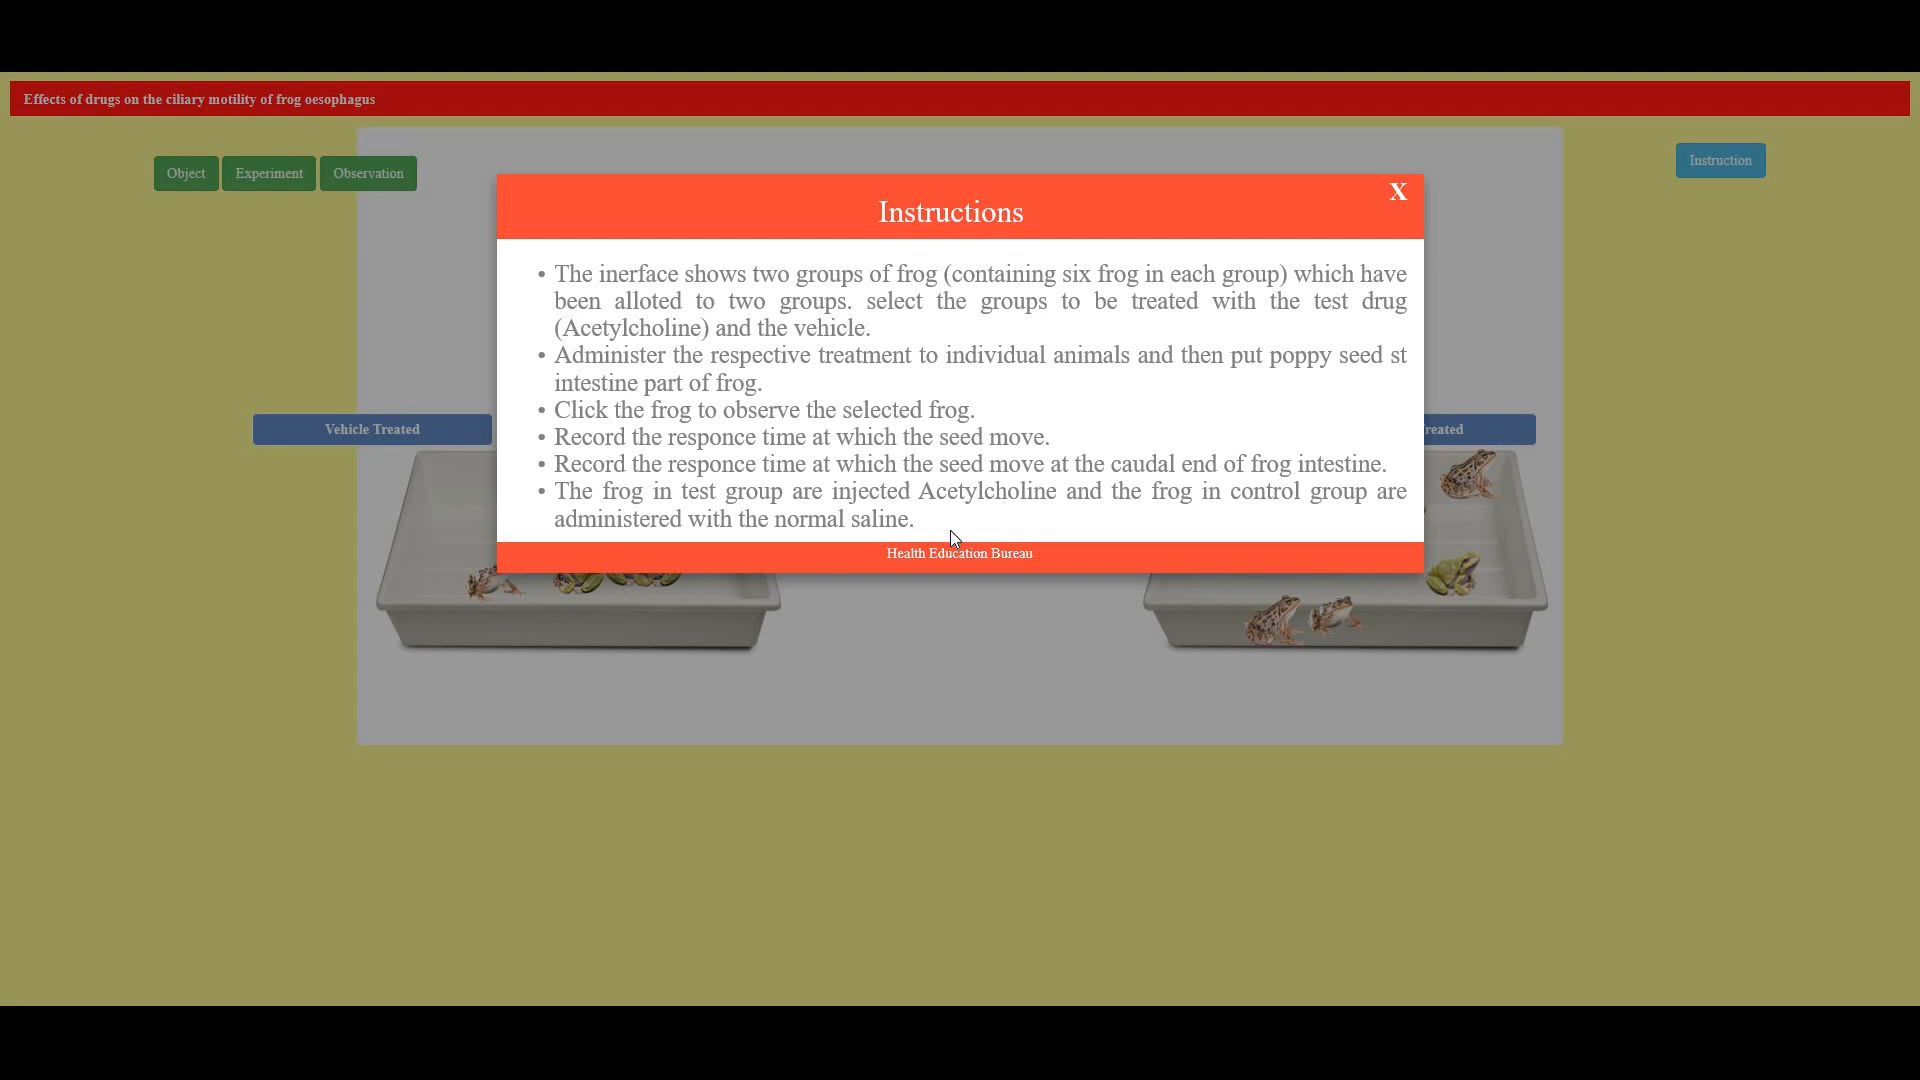 Effects of drugs on the ciliary motility of frog oesophagus
Object Experiment Observation
Instruction
X
Instructions
• The inerface shows two groups of frog (containing six frog in each group) which have
been alloted to two groups. select the groups to be treated with the test drug
(Acetylcholine) and the vehicle.
• Administer the respective treatment to individual animals and then put poppy seed st
intestine part of frog.
• Click the frog to observe the selected frog.
• Record the responce time at which the seed move.
• Record the responce time at which the seed move at the caudal end of frog intestine.
• The frog in test group are injected Acetylcholine and the frog in control group are
administered with the normal saline.
Health Education Bureau
Vehicle Treated
reated